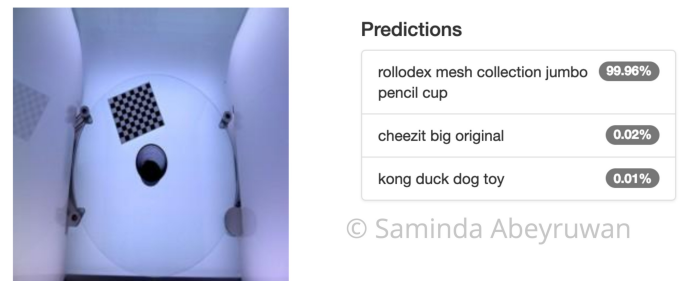 Predictions
rollodex mesh collection jumbo 99.96%
pencil cup
cheezit big original 0.02%
kong duck dog toy 0.01%
© Saminda Abeyruwan